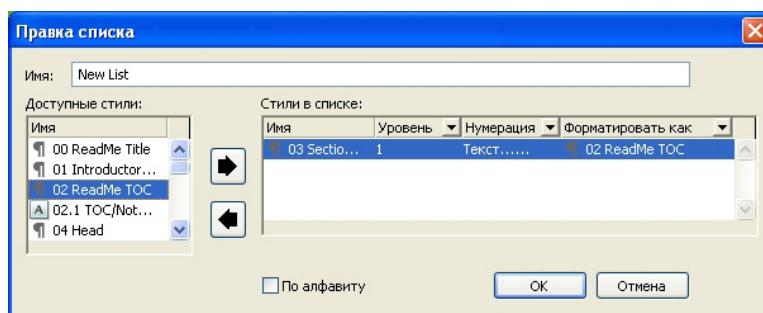 Правка списка
Имя: New List
Доступные стили:
Стили в списке:
Имя
00 ReadMe Title
01 Introductor...
02 ReadMe TOC
A 02.1 TOC/Not...
04 Head
Имя Уровень Нумерация Форматировать как
03 Sectio... 1 Текст...... 02 ReadMe TOC
По алфавиту
OK
Отмена